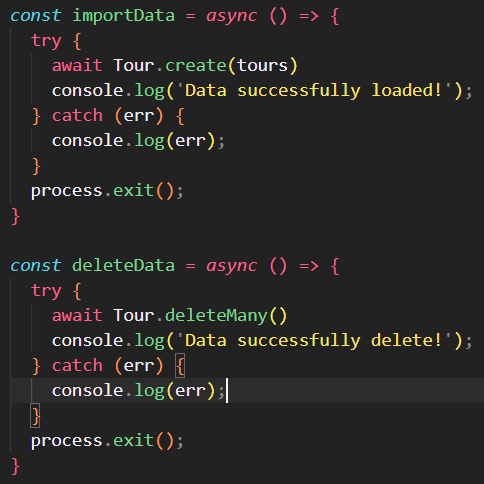 const importData = async () => {
  try {
    await Tour.create(tours)
    console.log('Data successfully loaded!');
  } catch (err) {
    console.log(err);
  }
  process.exit();
}

const deleteData = async () => {
  try {
    await Tour.deleteMany()
    console.log('Data successfully delete!');
  } catch (err) {
    console.log(err);
  }
  process.exit();
}